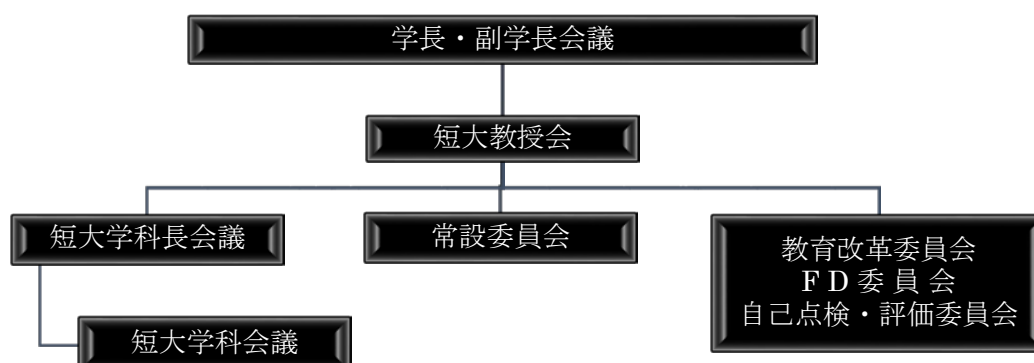 学長・副学長会議
短大教授会
短大学科長会議
常設委員会
教育改革委員会
ＦＤ委員会
自己点検・評価委員会
短大学科会議